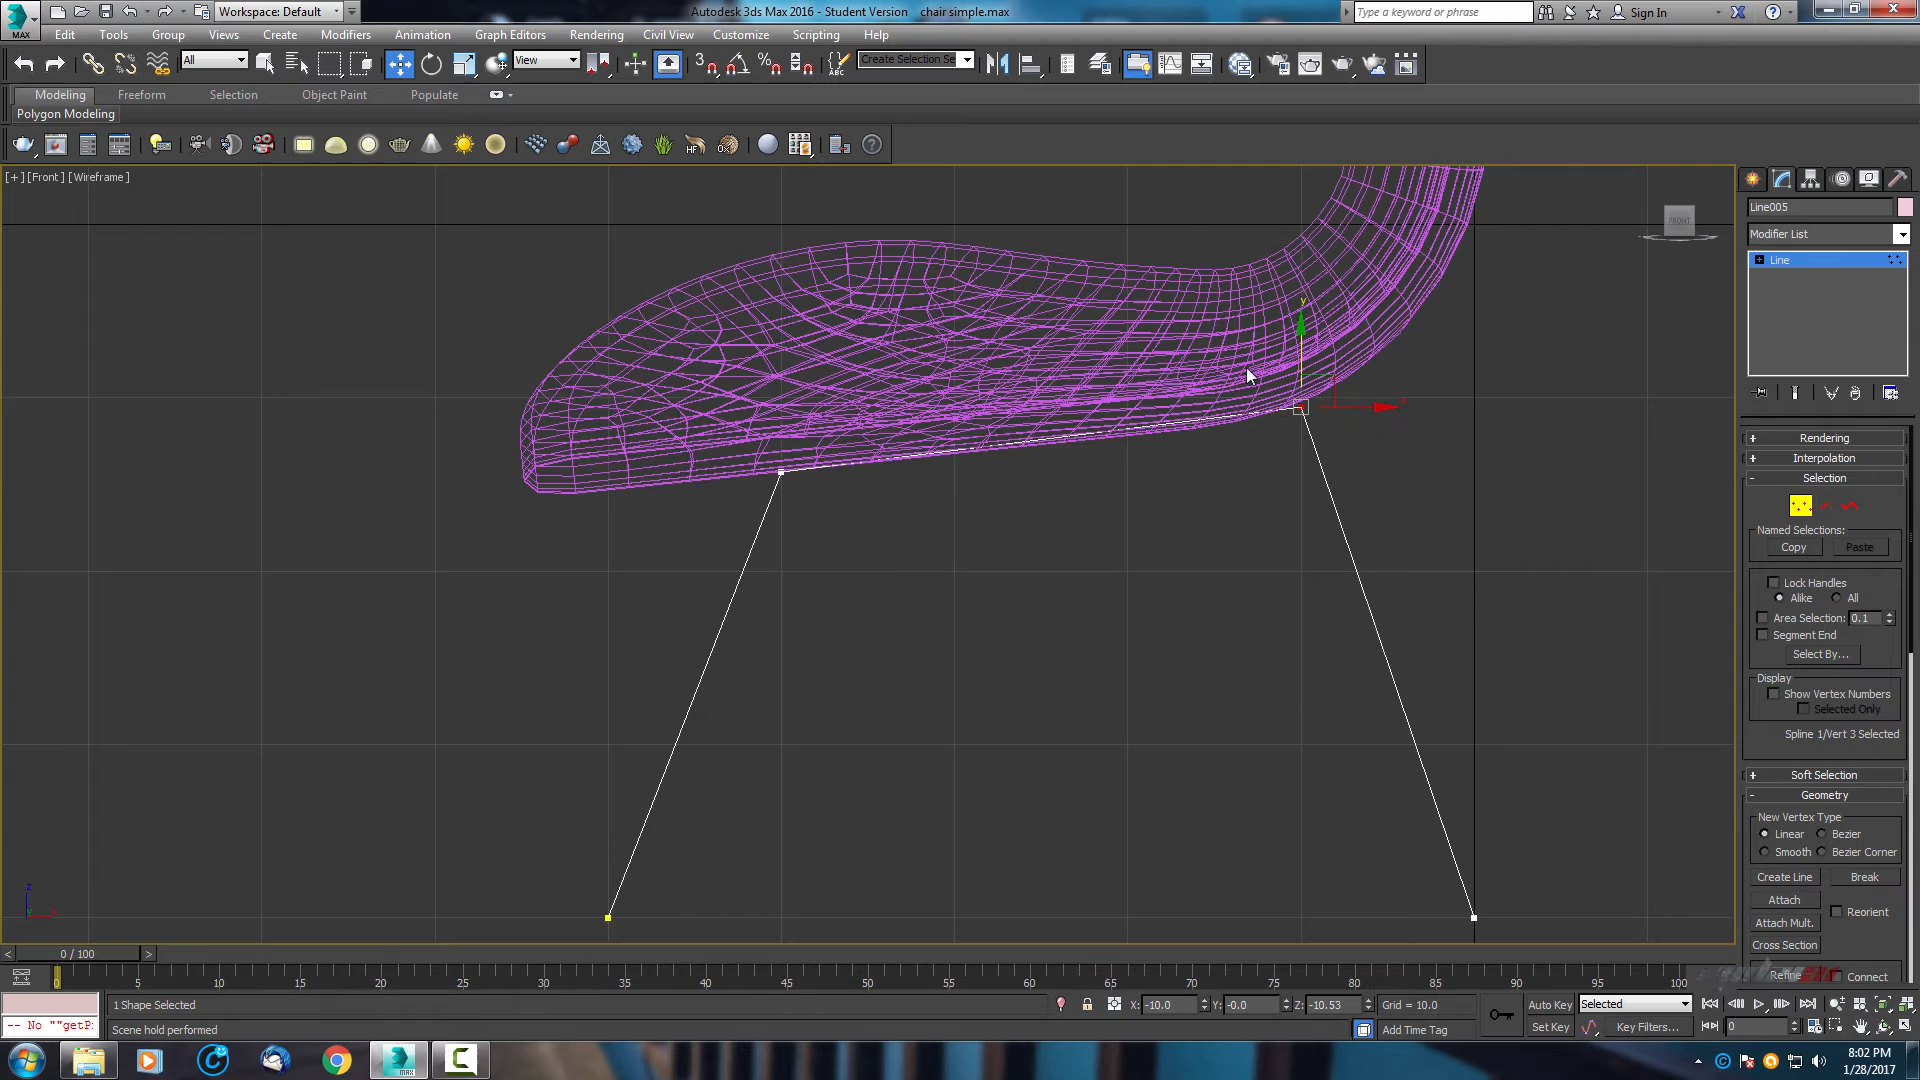 MAX
Workspace: Default
Autodesk 3ds Max 2016 - Student Version    chair simple.max
Type a keyword or phrase
Sign In
Edit Tools Group Views Create Modifiers Animation Graph Editors Rendering Civil View Customize Scripting Help
All
View
3
ABC
Create Selection Se
Modeling Freeform Selection Object Paint Populate
Polygon Modeling
HF
[+] [Front] [Wireframe]
FRONT
Line005
Modifier List
Line
y
x
+ Rendering
+ Interpolation
- Selection
Named Selections:
Copy Paste
Lock Handles
Alike All
Area Selection: 0.1
Segment End
Select By...
Display
Show Vertex Numbers
Selected Only
Spline 1/Vert 3 Selected
+ Soft Selection
- Geometry
New Vertex Type
Linear Bezier
Smooth Bezier Corner
Create Line Break
Attach
Reorient
Attach Mult.
Cross Section
Refine Connect
z
y x
< 0 / 100 >
0 5 10 15 20 25 30 35 40 45 50 55 60 65 70 75 80 85 90 95 100
1 Shape Selected
X: -10.0 Y: -0.0 Z: -10.53 Grid = 10.0
Auto Key Selected
-- No ""getP:
Scene hold performed
Add Time Tag
Set Key Key Filters...
0
MAX
8:02 PM
1/28/2017